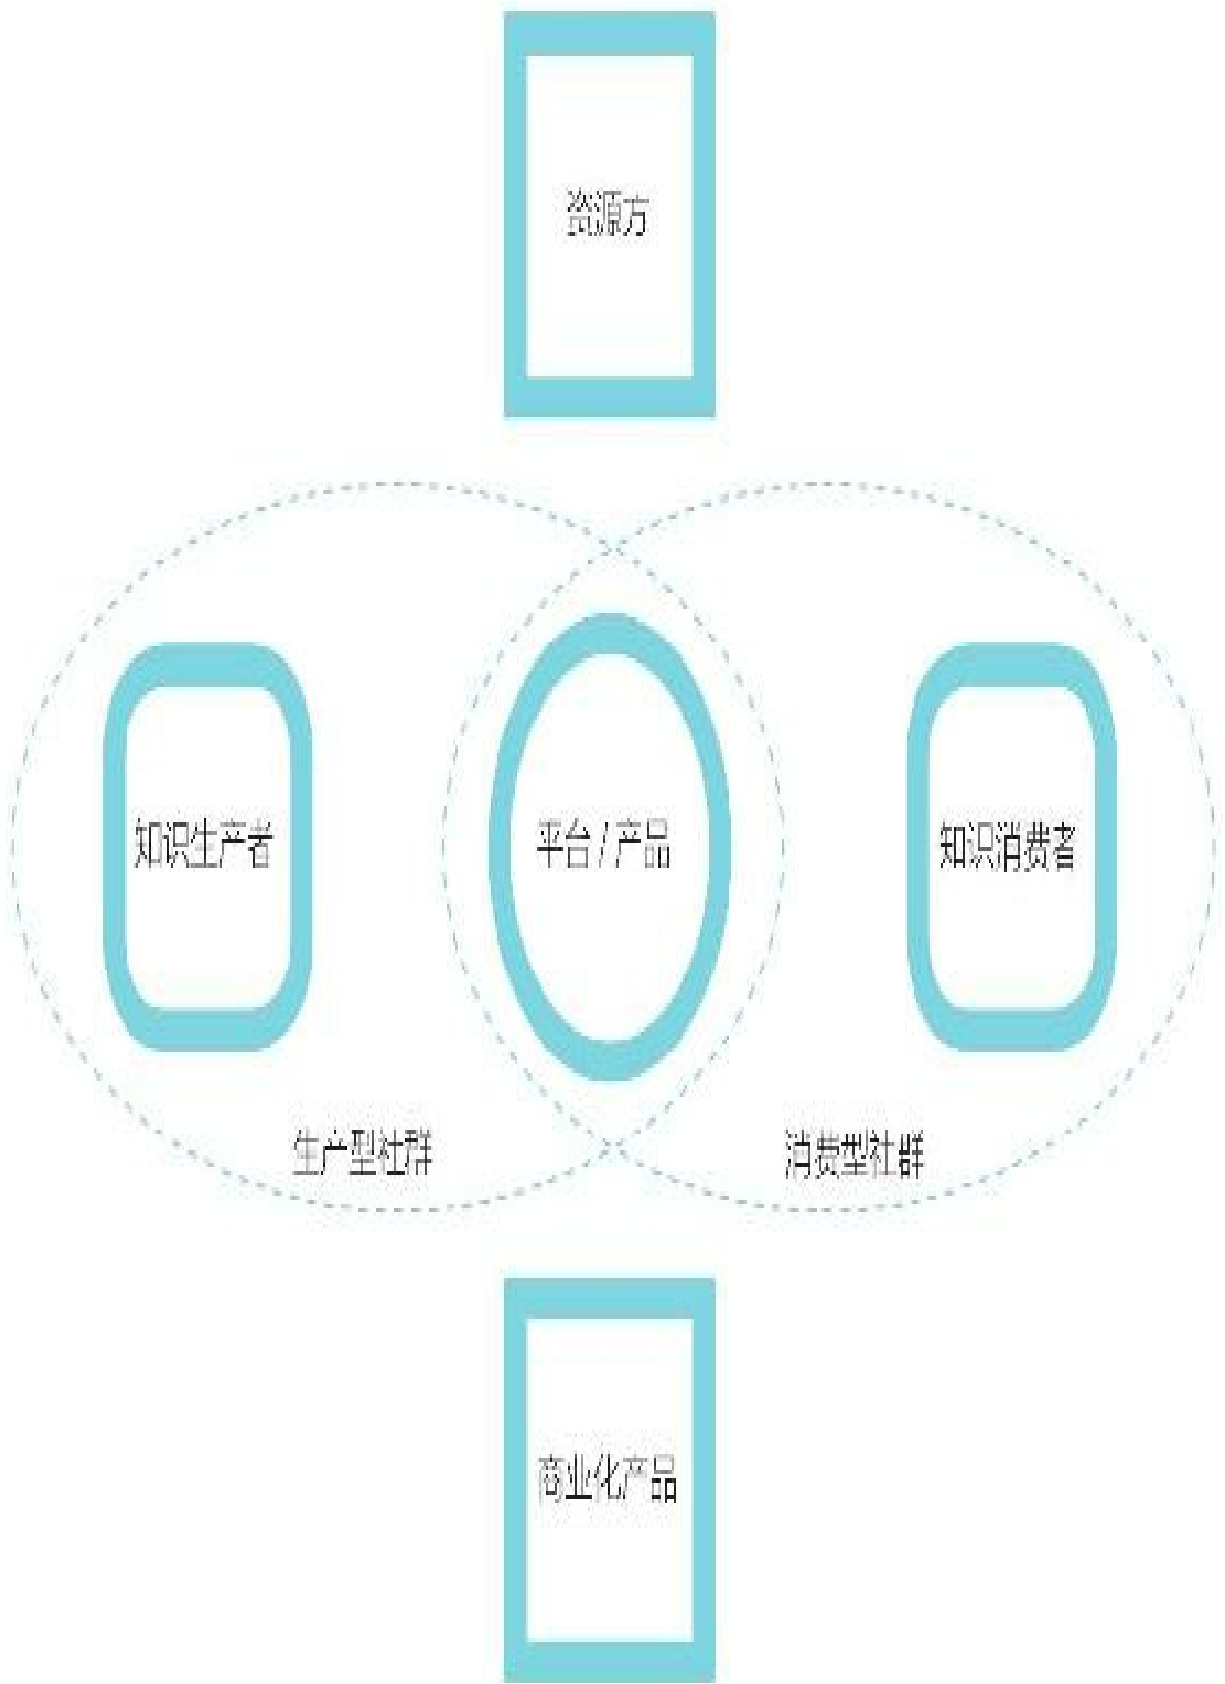 资源方
知识生产者
平台 / 产品
知识消费者
生产型社群
消费型社群
商业化产品